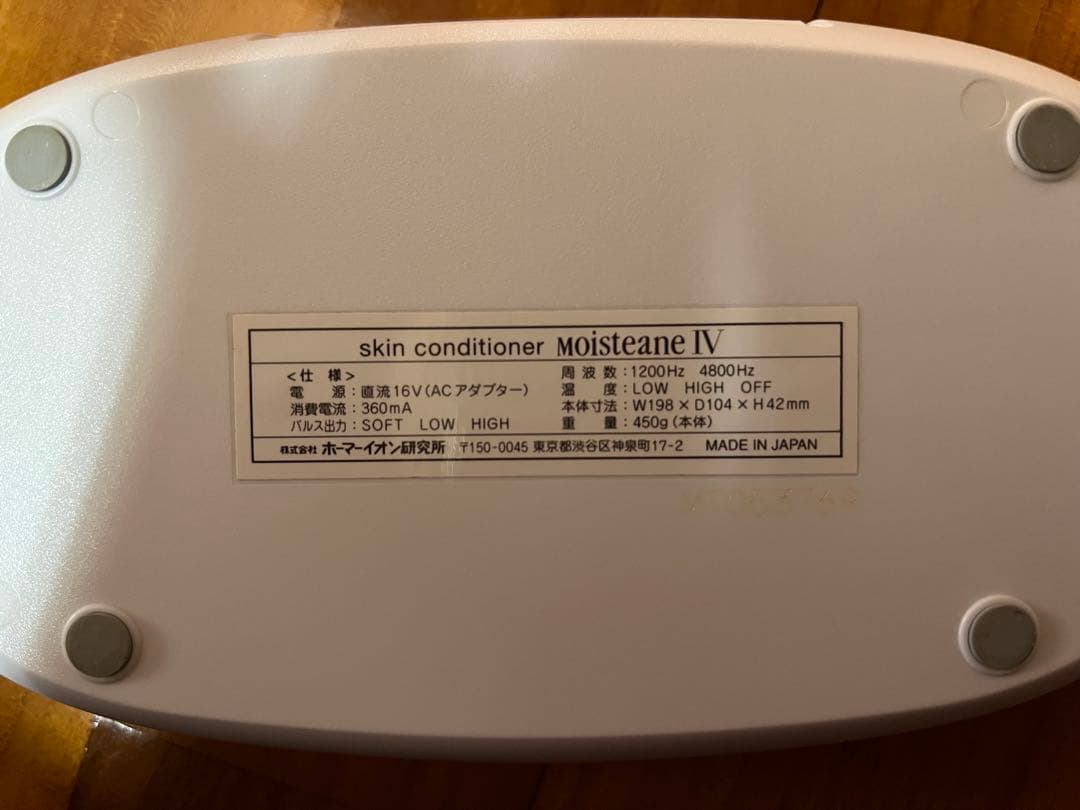 skin conditioner Moisteane IV
<仕 様>
電 源：直流16V(ACアダプター)
消費電流：360mA
パルス出力：SOFT LOW HIGH
周 波 数：1200Hz 4800Hz
温 度：LOW HIGH OFF
本体寸法：W198×D104×H42mm
重 量：450g(本体)
株式会社 ホーマーイオン研究所 〒150-0045 東京都渋谷区神泉町17-2 MADE IN JAPAN